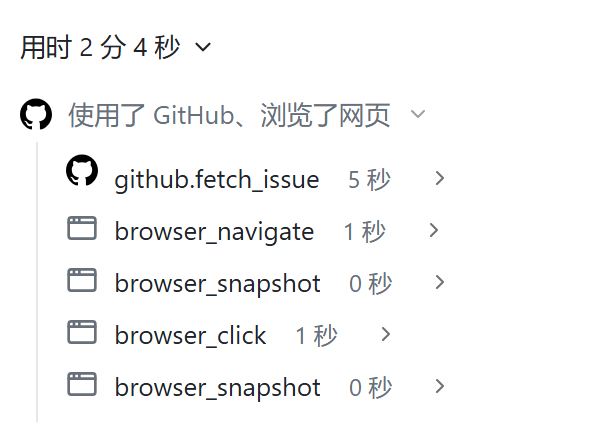 用时 2 分 4 秒
使用了 GitHub、浏览了网页
github.fetch_issue 5 秒
browser_navigate 1 秒
browser_snapshot 0 秒
browser_click 1 秒
browser_snapshot 0 秒